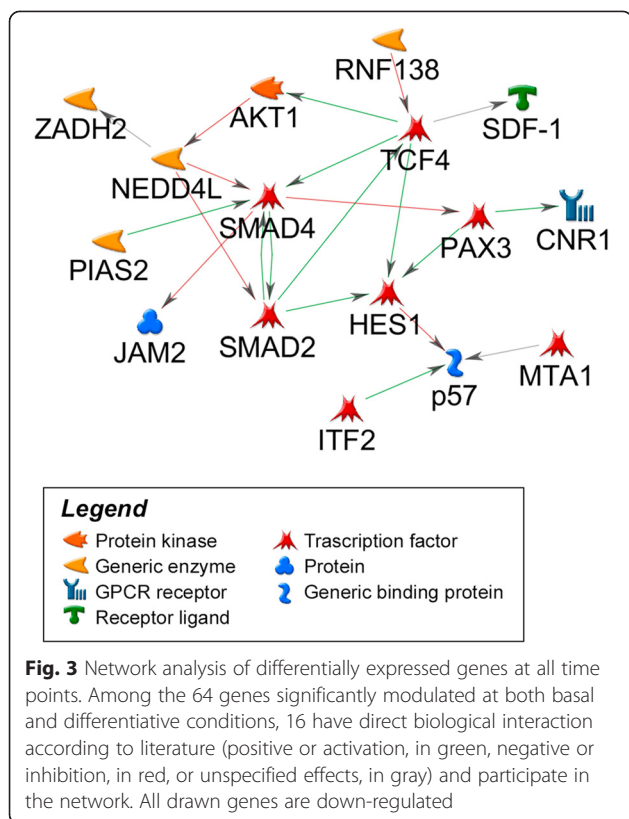 RNF138
ZADH2
AKT1
SDF-1
TCF4
NEDD4L
SMAD4
PAX3
CNR1
PIAS2
JAM2
SMAD2
HES1
p57
MTA1
ITF2
Legend
Protein kinase
Trascription factor
Generic enzyme
Protein
GPCR receptor
Generic binding protein
Receptor ligand
Fig. 3 Network analysis of differentially expressed genes at all time
points. Among the 64 genes significantly modulated at both basal
and differentiative conditions, 16 have direct biological interaction
according to literature (positive or activation, in green, negative or
inhibition, in red, or unspecified effects, in gray) and participate in
the network. All drawn genes are down-regulated